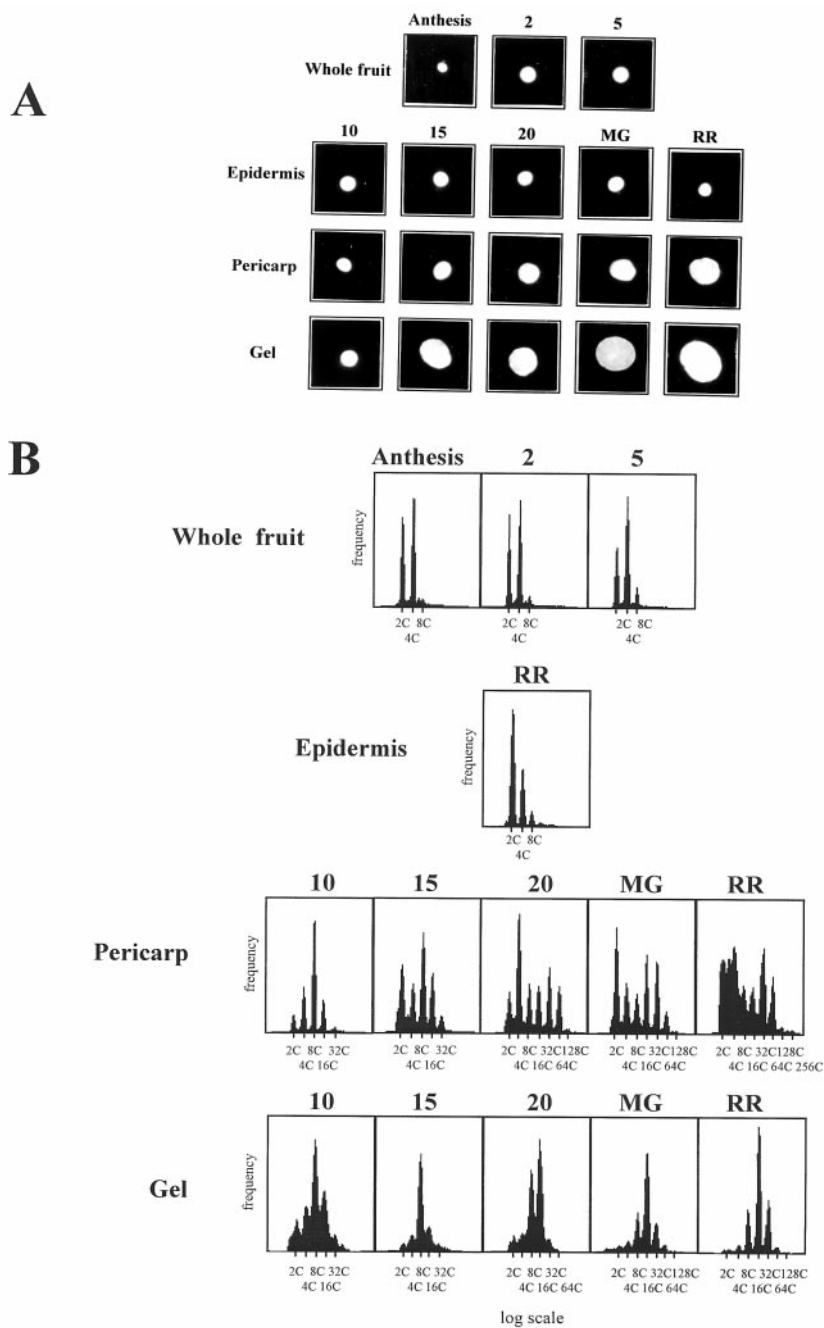 Anthesis 2 5
Whole fruit
A
10 15 20 MG RR
Epidermis
Pericarp
Gel
B
Anthesis 2 5
Whole fruit
frequency
2C 8C 2C 8C 2C 8C
4C 4C 4C
RR
Epidermis
frequency
2C 8C
4C
10 15 20 MG RR
Pericarp
frequency
2C 8C 32C 2C 8C 32C 2C 8C 32C128C 2C 8C 32C128C 2C 8C 32C128C
4C 16C 4C 16C 4C 16C 64C 4C 16C 64C 4C 16C 64C 256C
10 15 20 MG RR
Gel
frequency
2C 8C 32C 2C 8C 32C 2C 8C 32C 2C 8C 32C128C 2C 8C 32C128C
4C 16C 4C 16C 4C 16C 64C 4C 16C 64C 4C 16C 64C
log scale